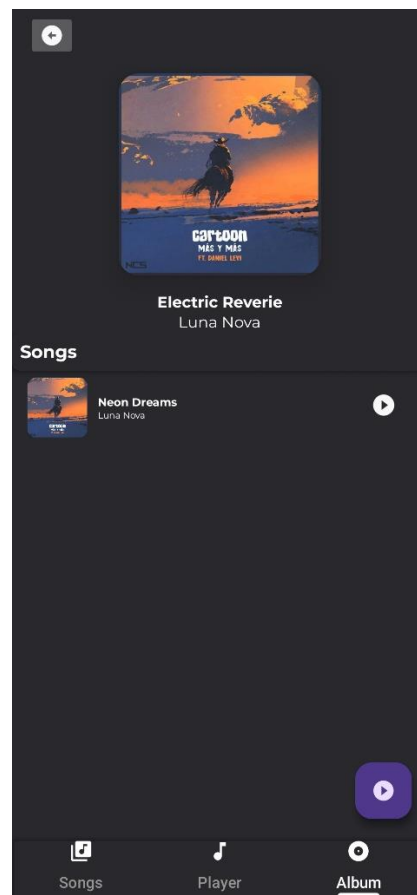 cartoon
MÁS Y MÁS
FT. DANIEL LEVI
NCS
Electric Reverie
Luna Nova
Songs
Neon Dreams
Luna Nova
Songs
Player
Album